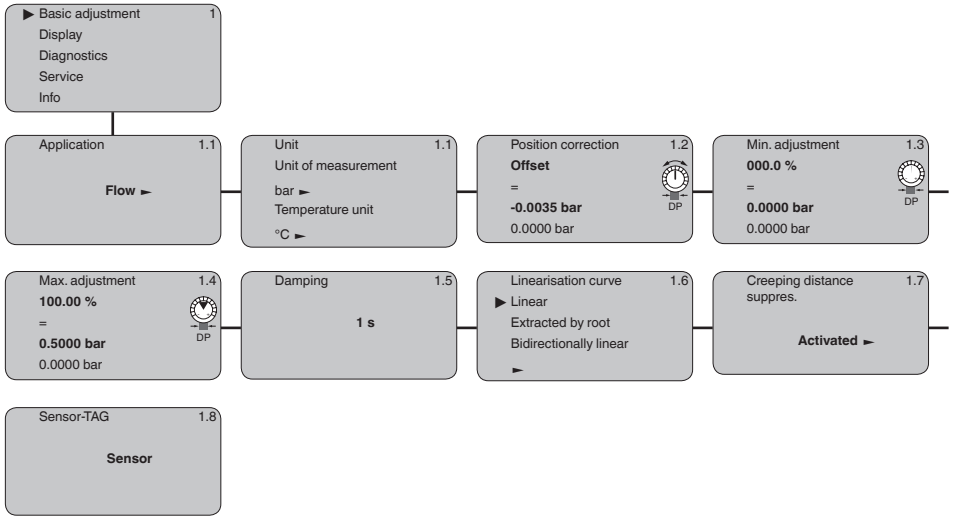 ▶ Basic adjustment 1
Display
Diagnostics
Service
Info
Application 1.1
Flow ►
Unit 1.1
Unit of measurement
bar ►
Temperature unit
°C ►
Position correction 1.2
Offset
=
-0.0035 bar
0.0000 bar
DP
Min. adjustment 1.3
000.0 %
=
0.0000 bar
0.0000 bar
DP
Max. adjustment 1.4
100.00 %
=
0.5000 bar
0.0000 bar
DP
Damping 1.5
1 s
Linearisation curve 1.6
▶ Linear
Extracted by root
Bidirectionally linear
►
Creeping distance 1.7
suppres.
Activated ►
Sensor-TAG 1.8
Sensor